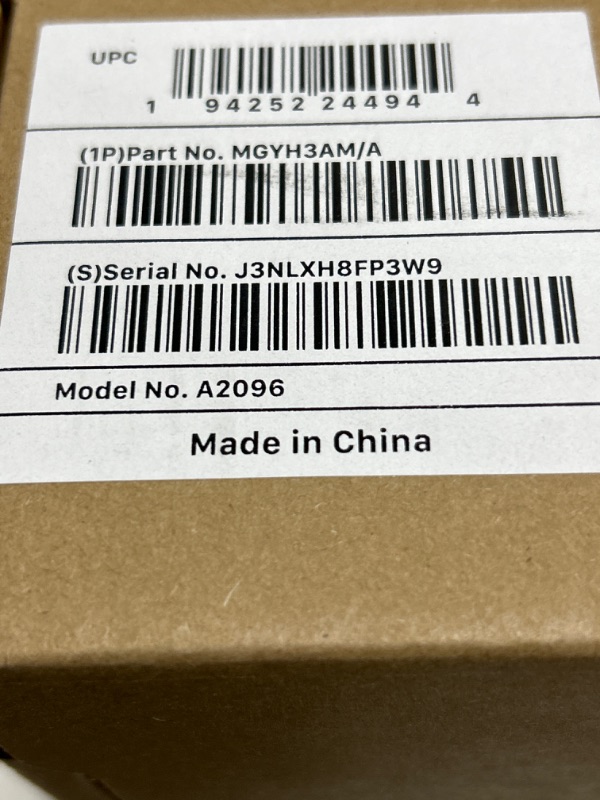 UPC
1 94252 24494 4
(1P)Part No. MGYH3AM/A
(S)Serial No. J3NLXH8FP3W9
Model No. A2096
Made in China